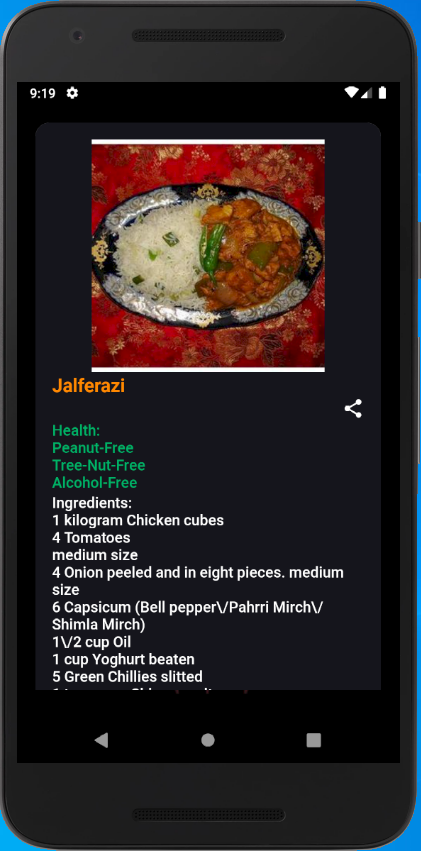 9:19
Jalferazi
Health:
Peanut-Free
Tree-Nut-Free
Alcohol-Free
Ingredients:
1 kilogram Chicken cubes
4 Tomatoes
medium size
4 Onion peeled and in eight pieces. medium
size
6 Capsicum (Bell pepper\/Pahrri Mirch\/
Shimla Mirch)
1\/2 cup Oil
1 cup Yoghurt beaten
5 Green Chillies slitted